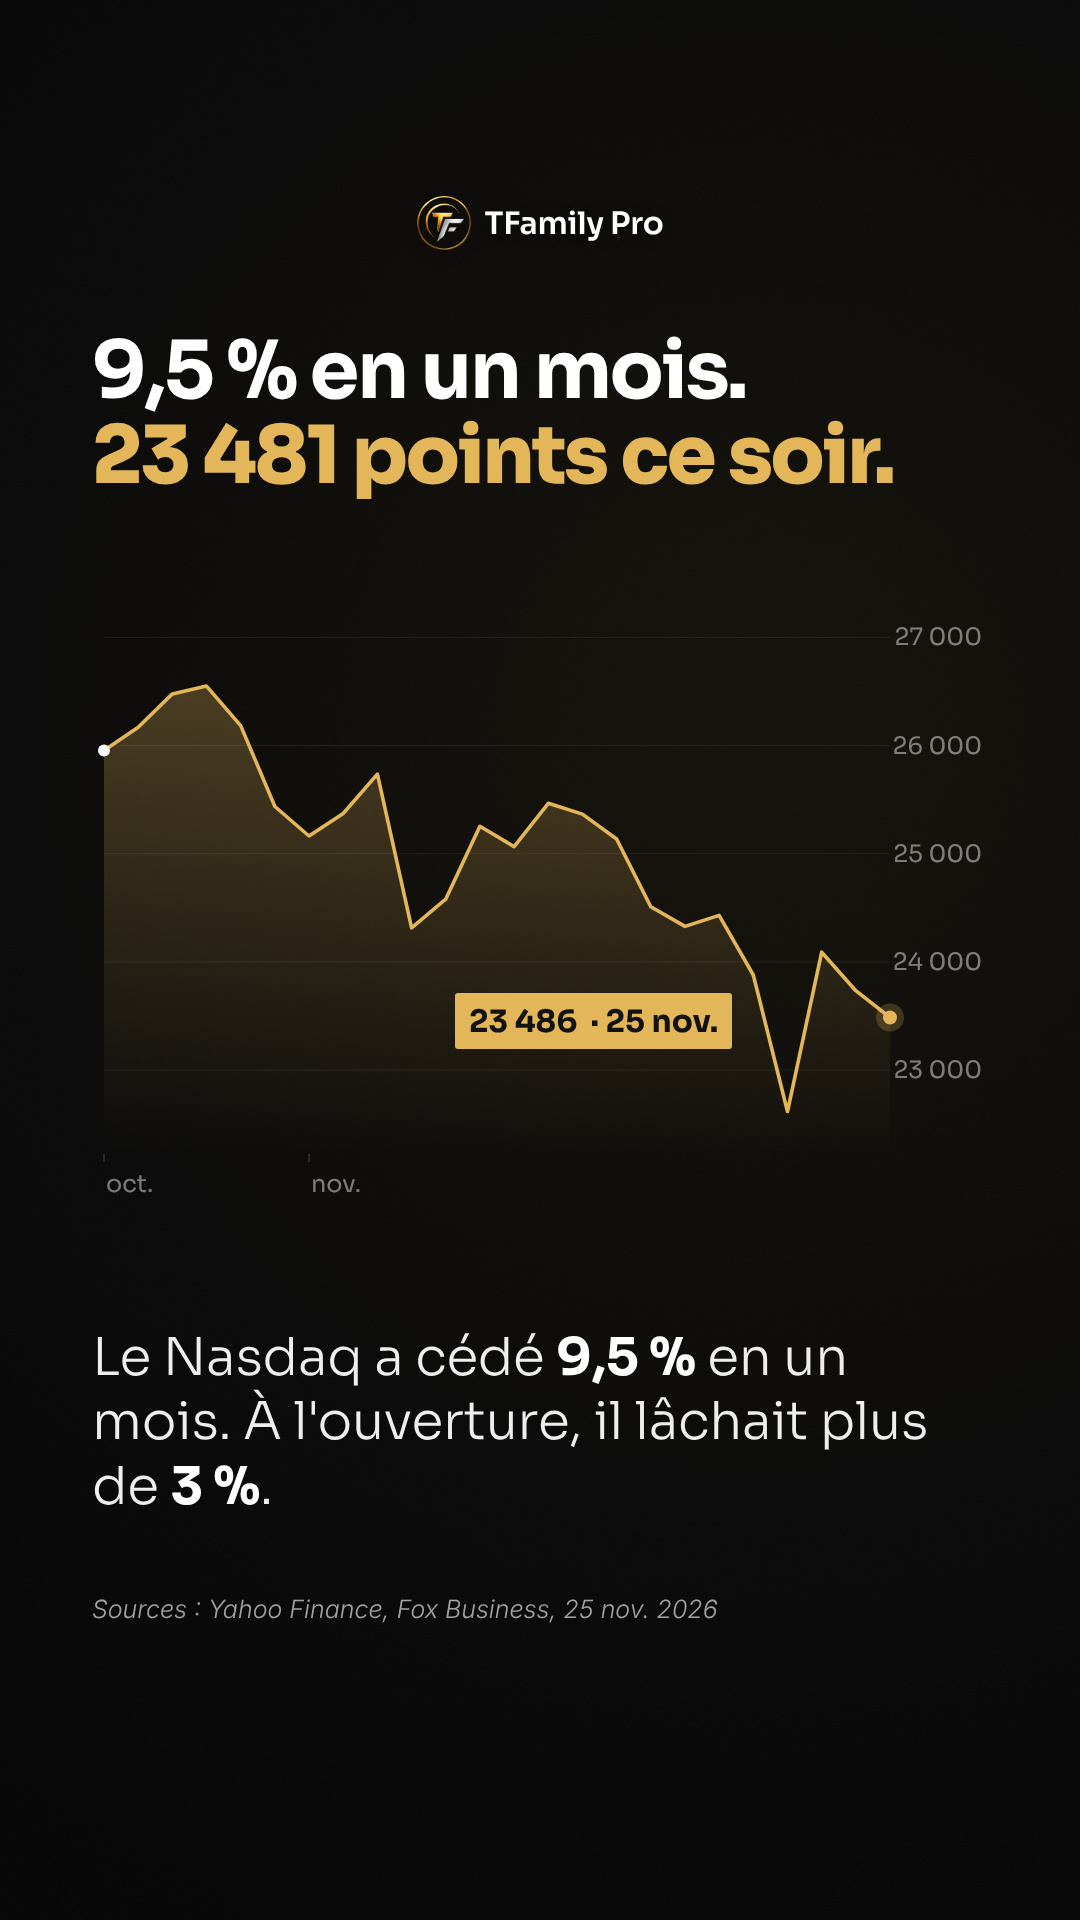 TF TFamily Pro
9,5 % en un mois.
23 481 points ce soir.
27 000
26 000
25 000
24 000
23 486 · 25 nov.
23 000
oct.
nov.
Le Nasdaq a cédé 9,5 % en un
mois. À l'ouverture, il lâchait plus
de 3 %.
Sources : Yahoo Finance, Fox Business, 25 nov. 2026